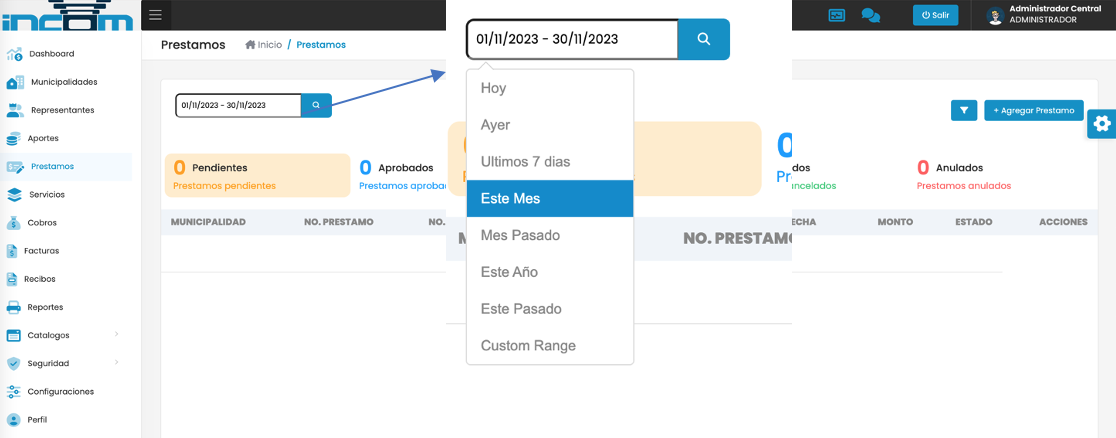 incom
Salir
Administrador Central
ADMINISTRADOR
Dashboard
Municipalidades
Representantes
Aportes
Prestamos
Servicios
Cobros
Facturas
Recibos
Reportes
Catalogos
Seguridad
Configuraciones
Perfil
Prestamos Inicio / Prestamos
01/11/2023 - 30/11/2023
+ Agregar Prestamo
0 Pendientes
Prestamos pendientes
0 Aprobados
Prestamos aproba
0
Pr
dos
ancelados
0 Anulados
Prestamos anulados
MUNICIPALIDAD NO. PRESTAMO NO. ECHA MONTO ESTADO ACCIONES
01/11/2023 - 30/11/2023
Hoy
Ayer
Ultimos 7 dias
Este Mes
Mes Pasado
Este Año
Este Pasado
Custom Range
NO. PRESTAMO